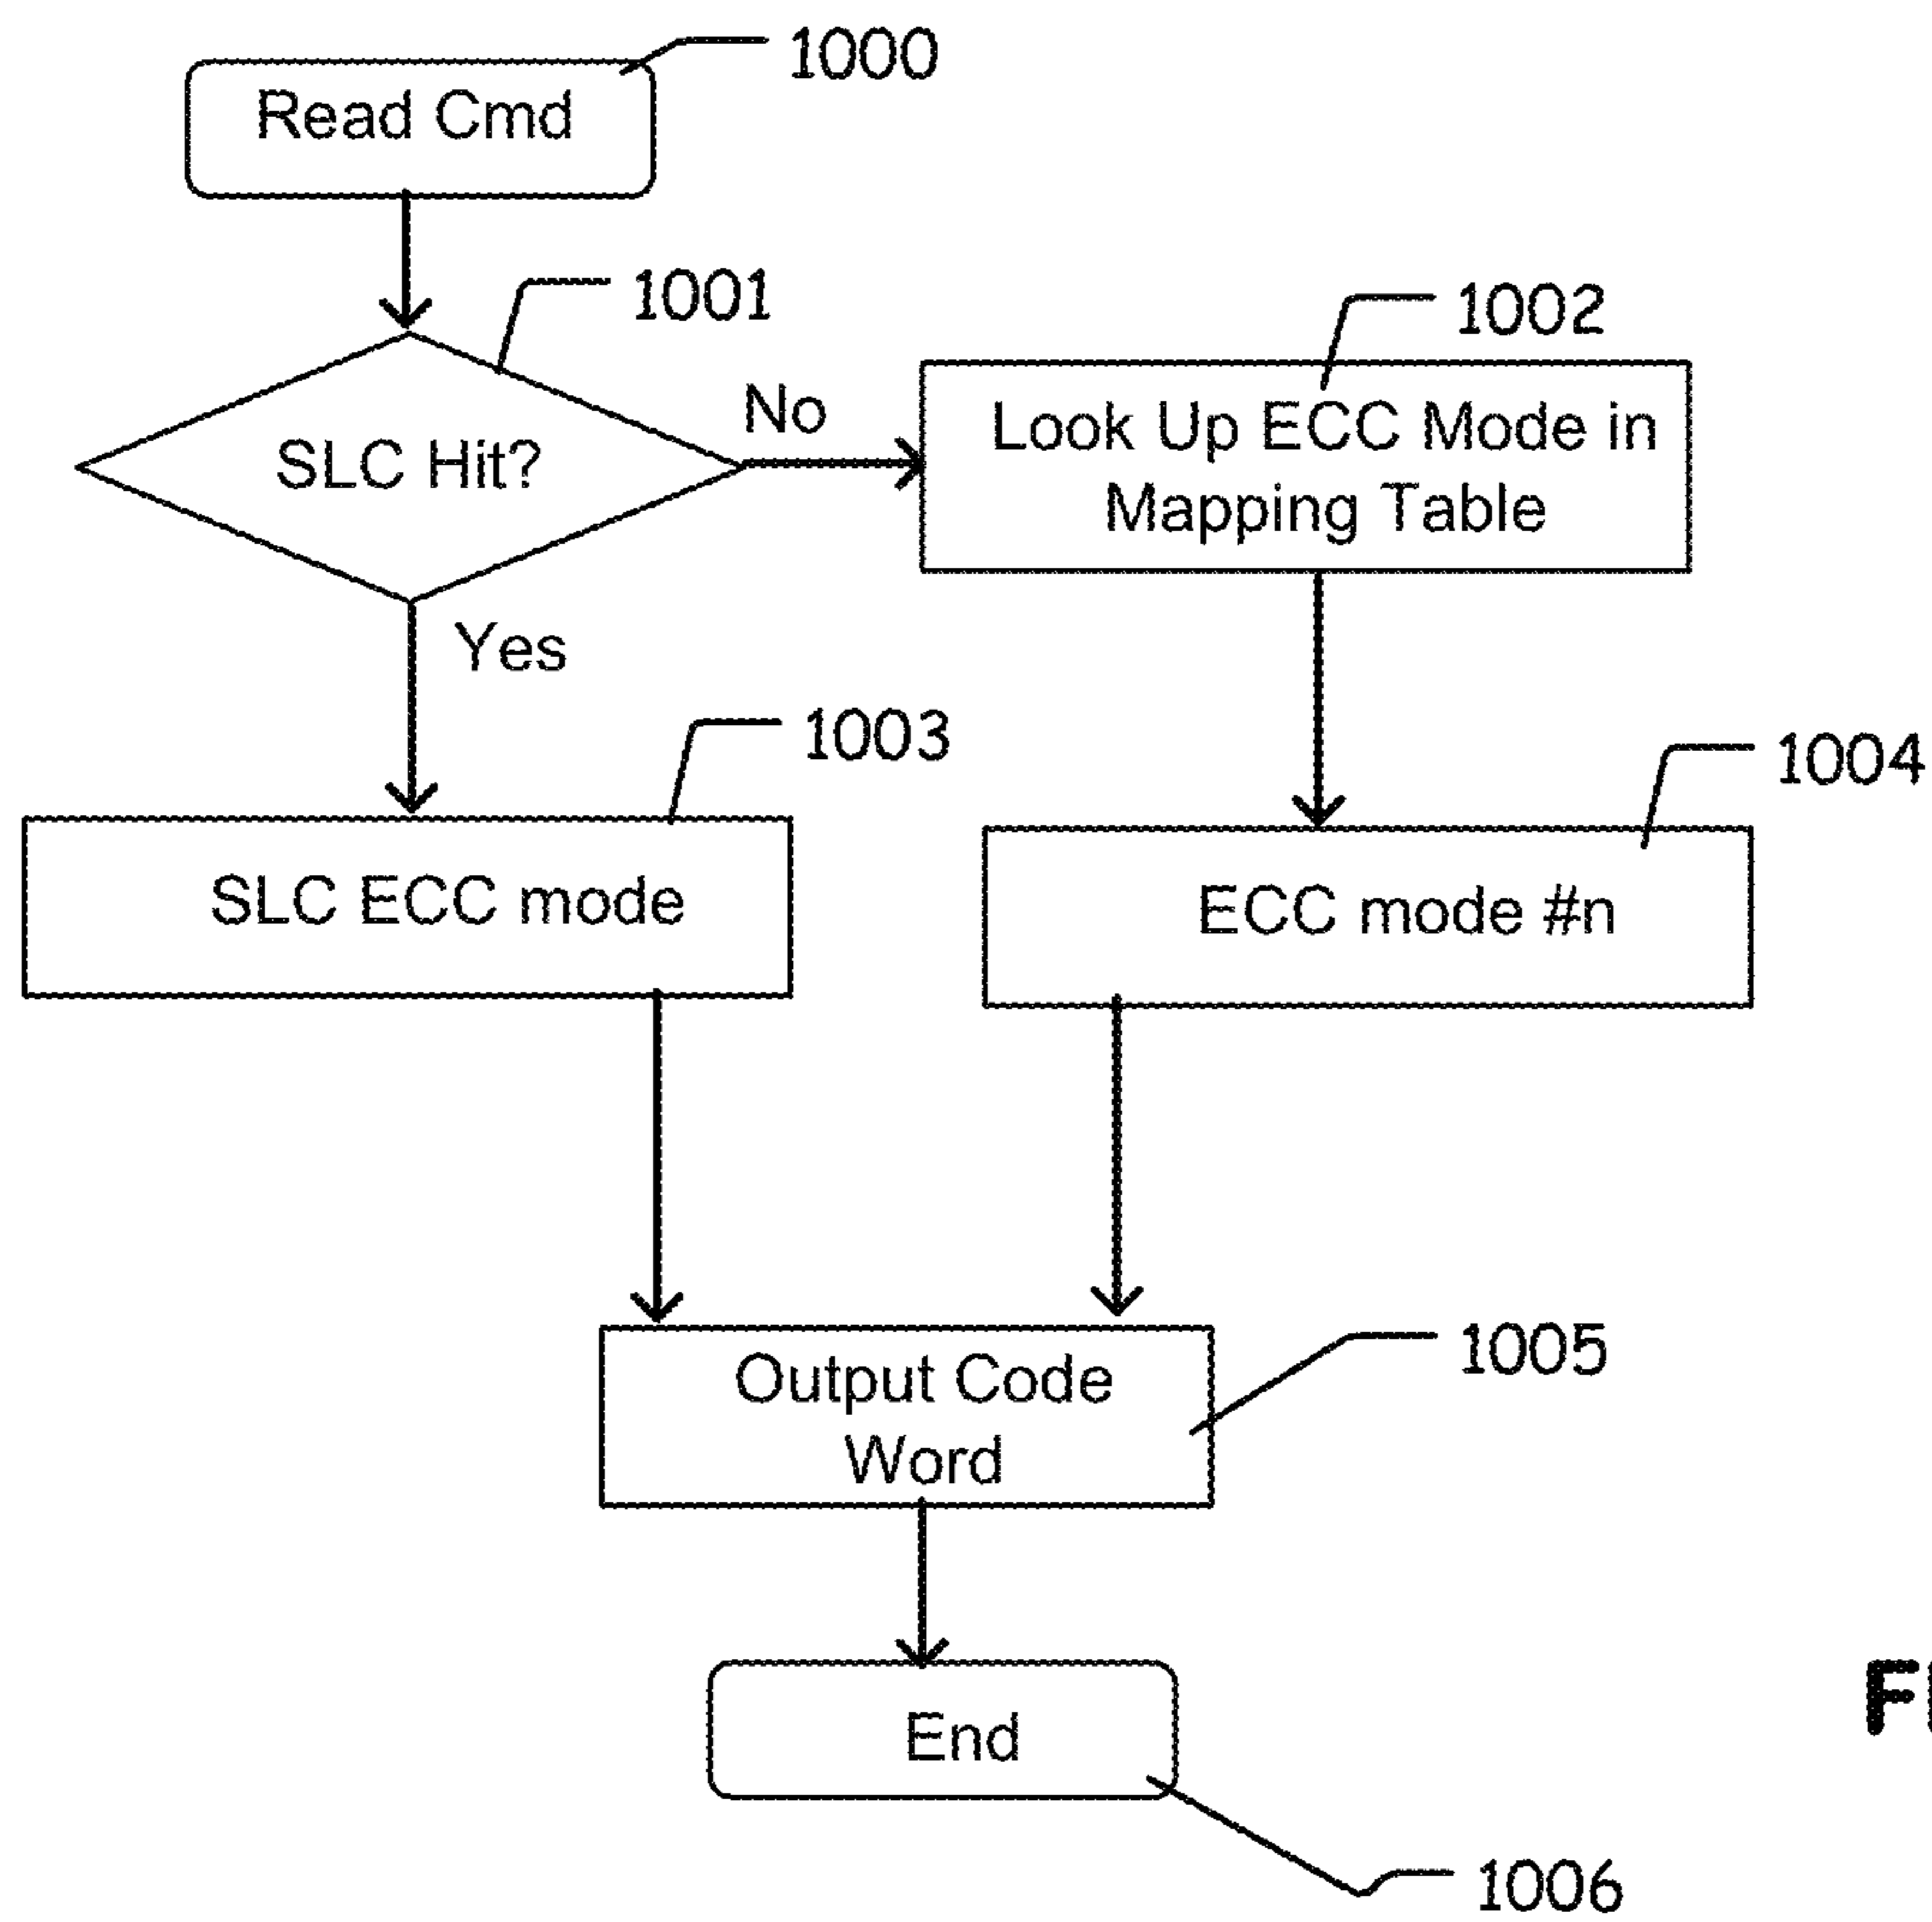 1000
Read Cmd
1001
1002
No
Look Up ECC Mode in
Mapping Table
SLC Hit?
Yes
1003
1004
SLC ECC mode
ECC mode #n
1005
Output Code
Word
End
1006